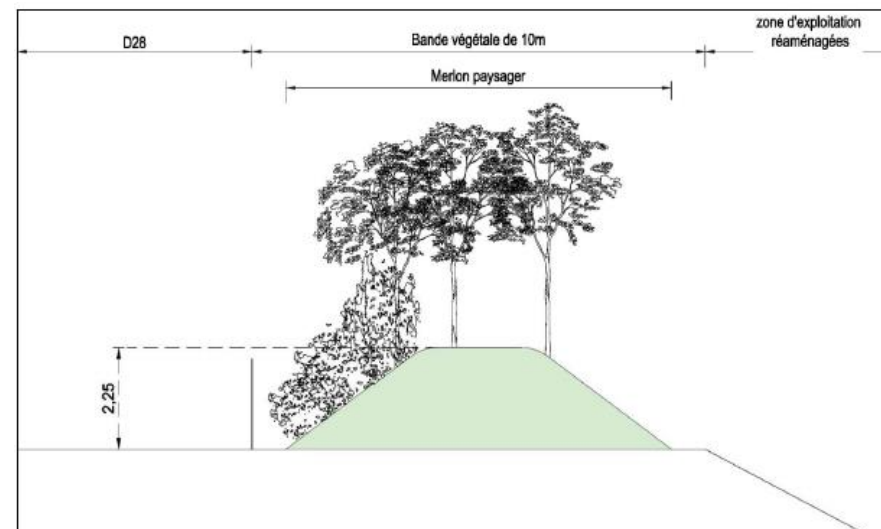 D28
Bande végétale de 10m
zone d'exploitation
réaménagées
Merlon paysager
2,25